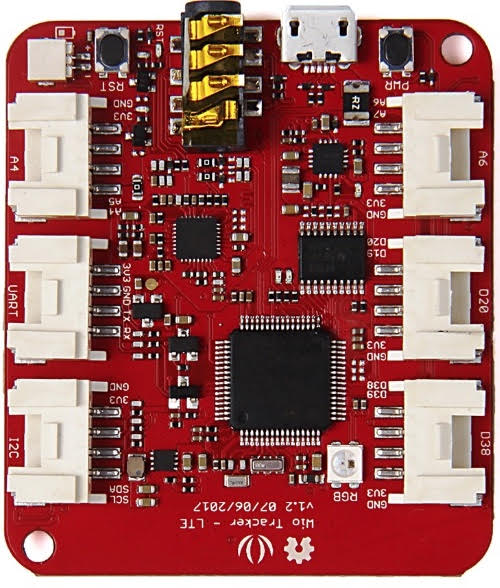 RST
RST
PWR
GND
3V3
A4
A5
A4
A6
A7
A6
3V3
GND
UART
3V3 GND TX RX
D20
D19
D20
3V3
GND
I2C
GND
3V3
SDA
SCL
D38
D39
D38
3V3
GND
RGB
Wio Tracker - LTE
v1.2 07/06/2017